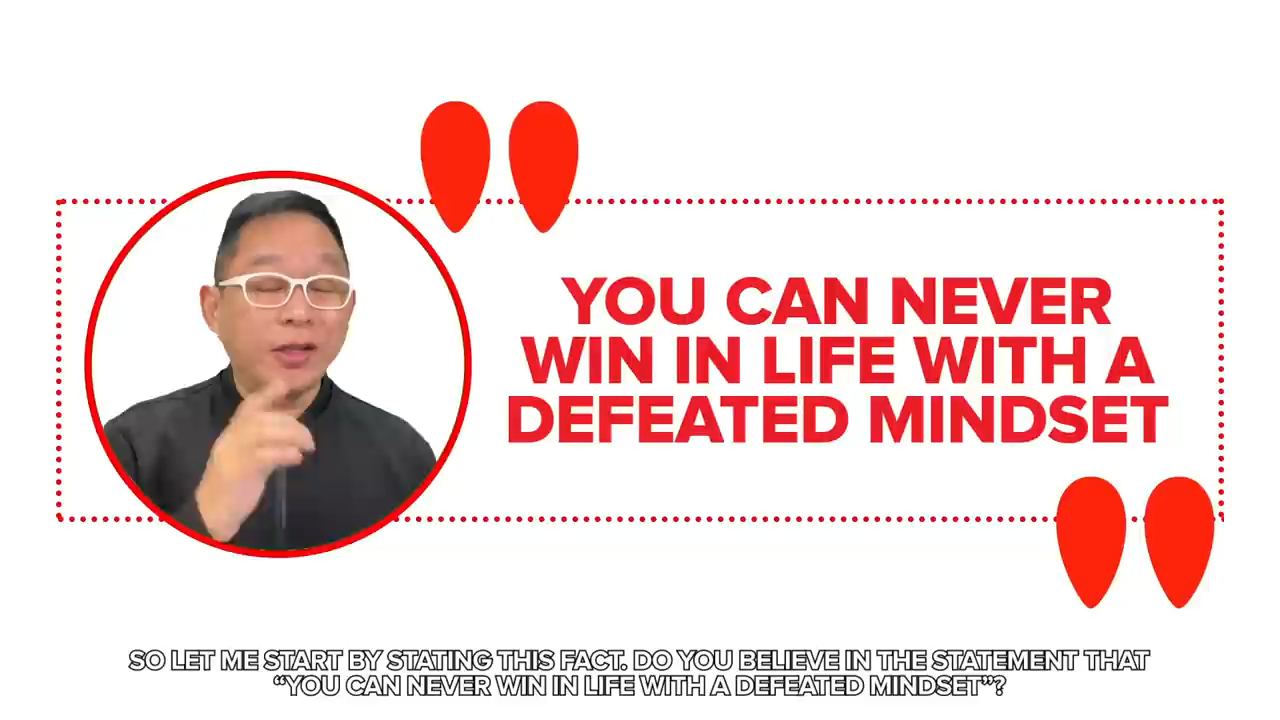 YOU CAN NEVER
WIN IN LIFE WITH A
DEFEATED MINDSET
SO LET ME START BY STATING THIS FACT. DO YOU BELIEVE IN THE STATEMENT THAT
“YOU CAN NEVER WIN IN LIFE WITH A DEFEATED MINDSET”?